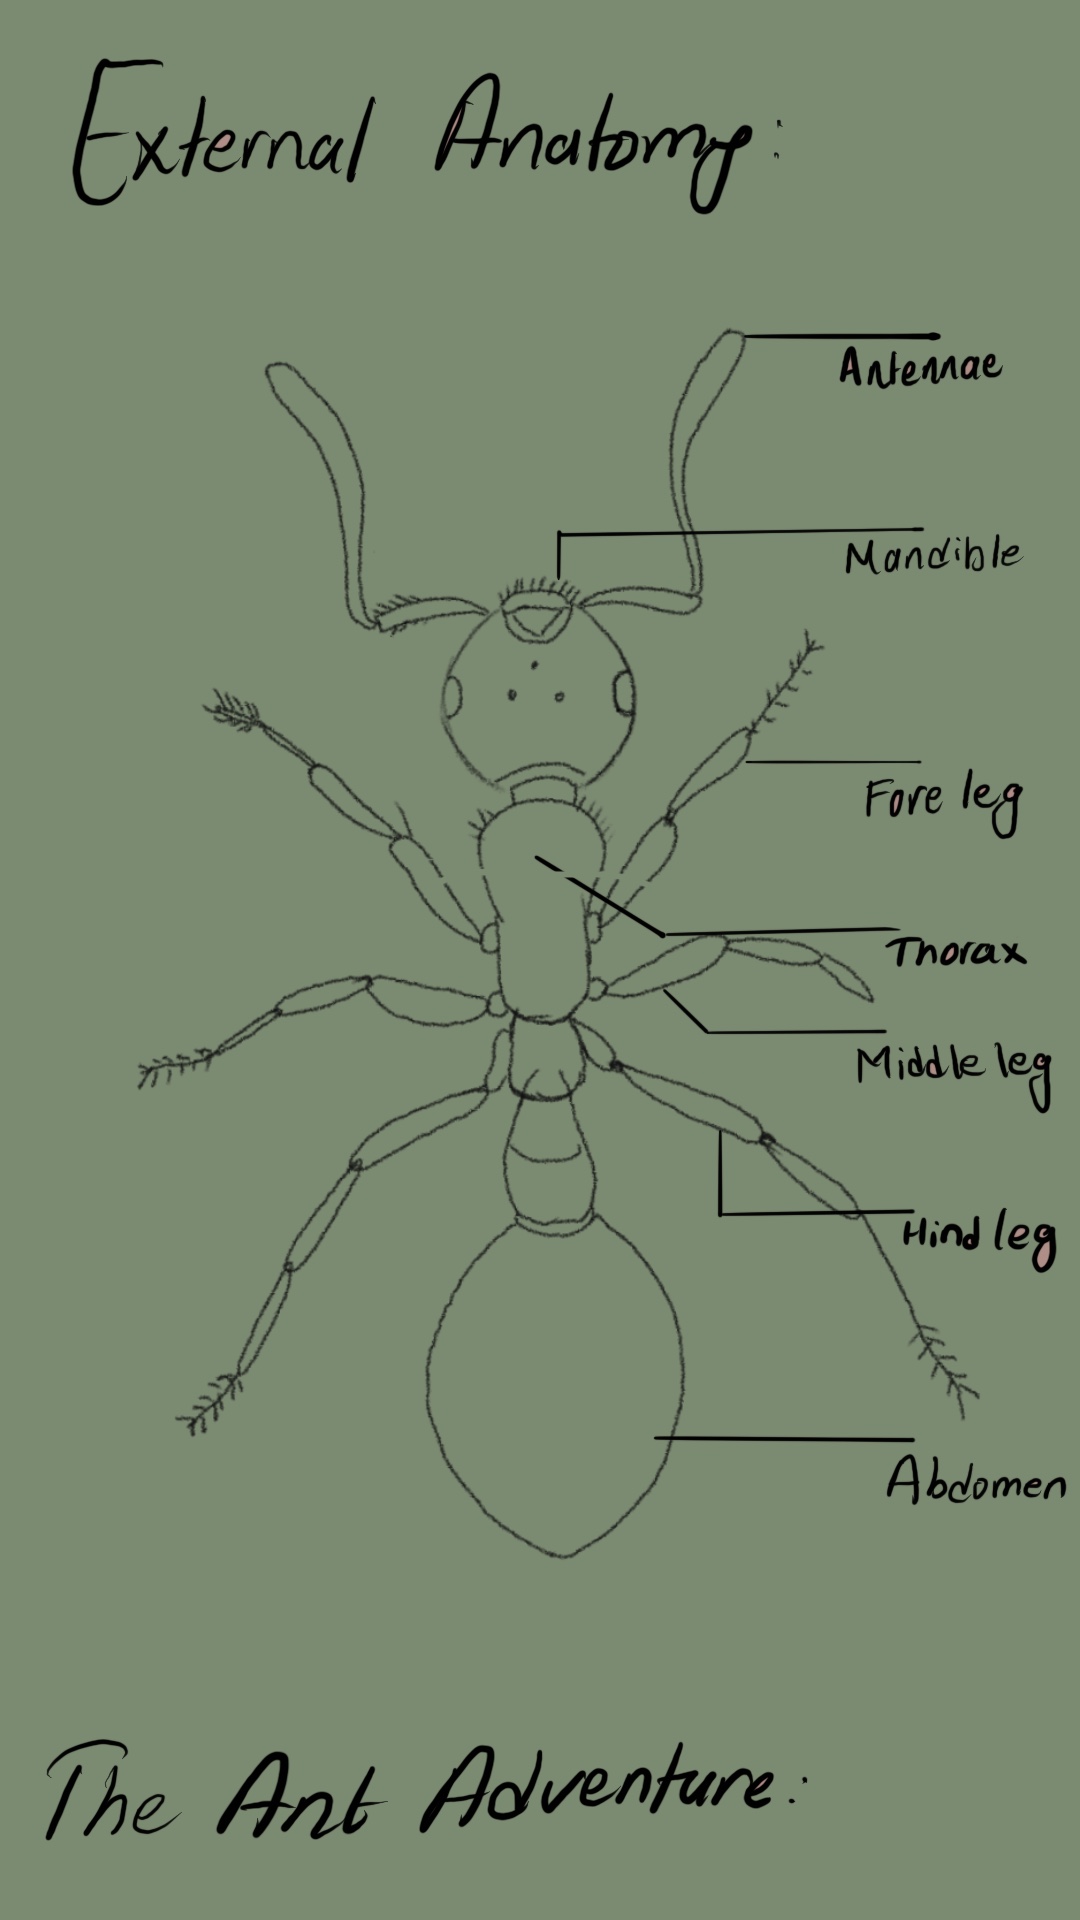 External Anatomy:
Antennae
Mandible
Fore leg
Thorax
Middle leg
Hind leg
Abdomen
The Ant Adventure: